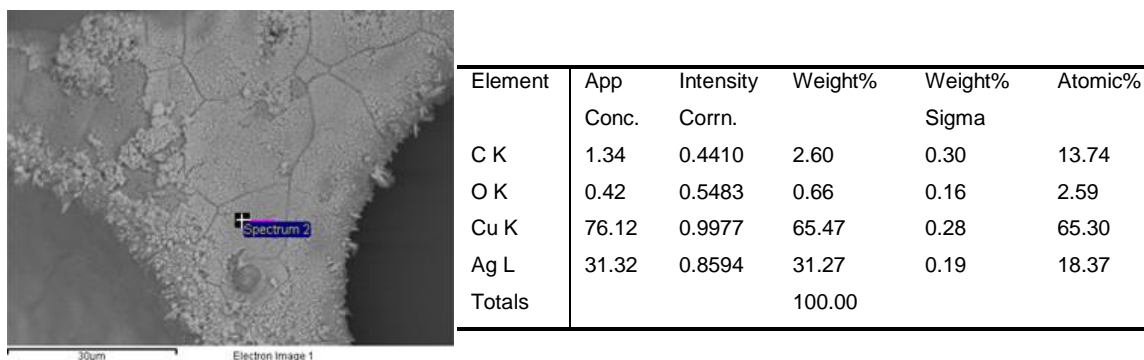 Spectrum 2
30µm Electron Image 1
Element App Intensity Weight% Weight% Atomic%
Conc. Corrn. Sigma
C K 1.34 0.4410 2.60 0.30 13.74
O K 0.42 0.5483 0.66 0.16 2.59
Cu K 76.12 0.9977 65.47 0.28 65.30
Ag L 31.32 0.8594 31.27 0.19 18.37
Totals 100.00